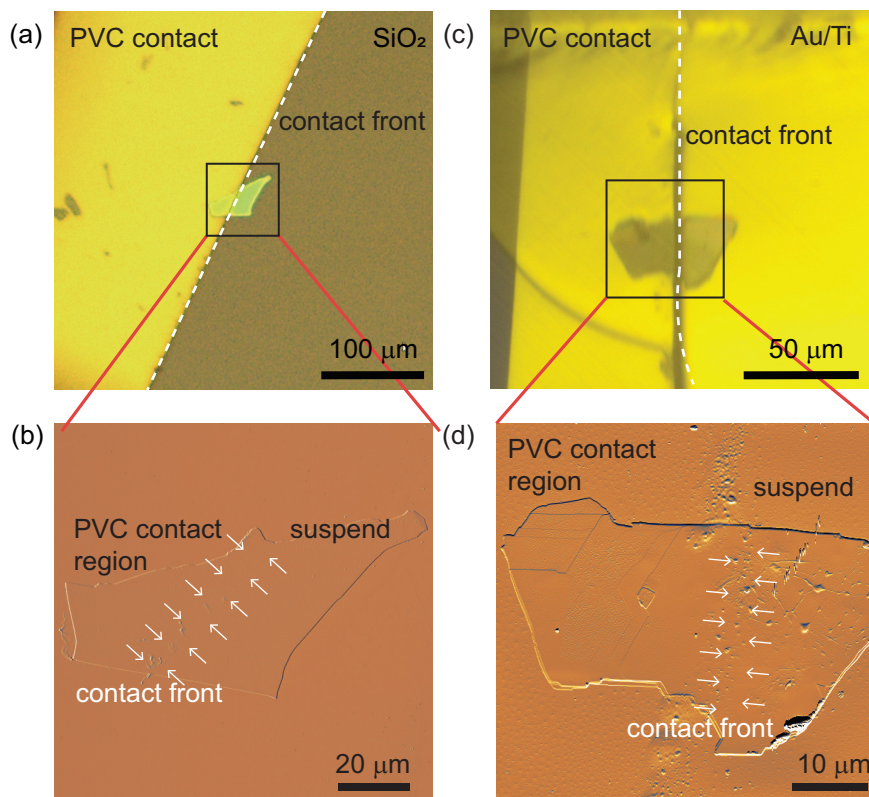 (a)
PVC contact
SiO₂
contact front
100 μm
(c)
PVC contact
Au/Ti
contact front
50 μm
(b)
PVC contact
region
suspend
contact front
20 μm
(d)
PVC contact
region
suspend
contact front
10 μm